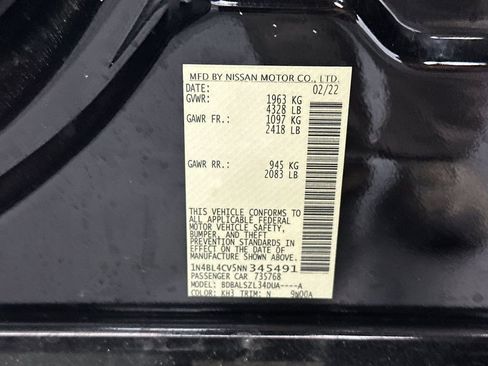 MFD BY NISSAN MOTOR CO., LTD.
DATE: 02/22
GVWR: 1963 KG
4328 LB
GAWR FR.: 1097 KG
2418 LB
GAWR RR.: 945 KG
2083 LB
THIS VEHICLE CONFORMS TO
ALL APPLICABLE FEDERAL
MOTOR VEHICLE SAFETY,
BUMPER, AND THEFT
PREVENTION STANDARDS IN
EFFECT ON THE DATE OF
MANUFACTURE SHOWN ABOVE.
1N4BL4CV5NN345491
PASSENGER CAR 735768
MODEL: BDBALSZL34DUA----A
COLOR: KH3 TRIM: N 9W00A